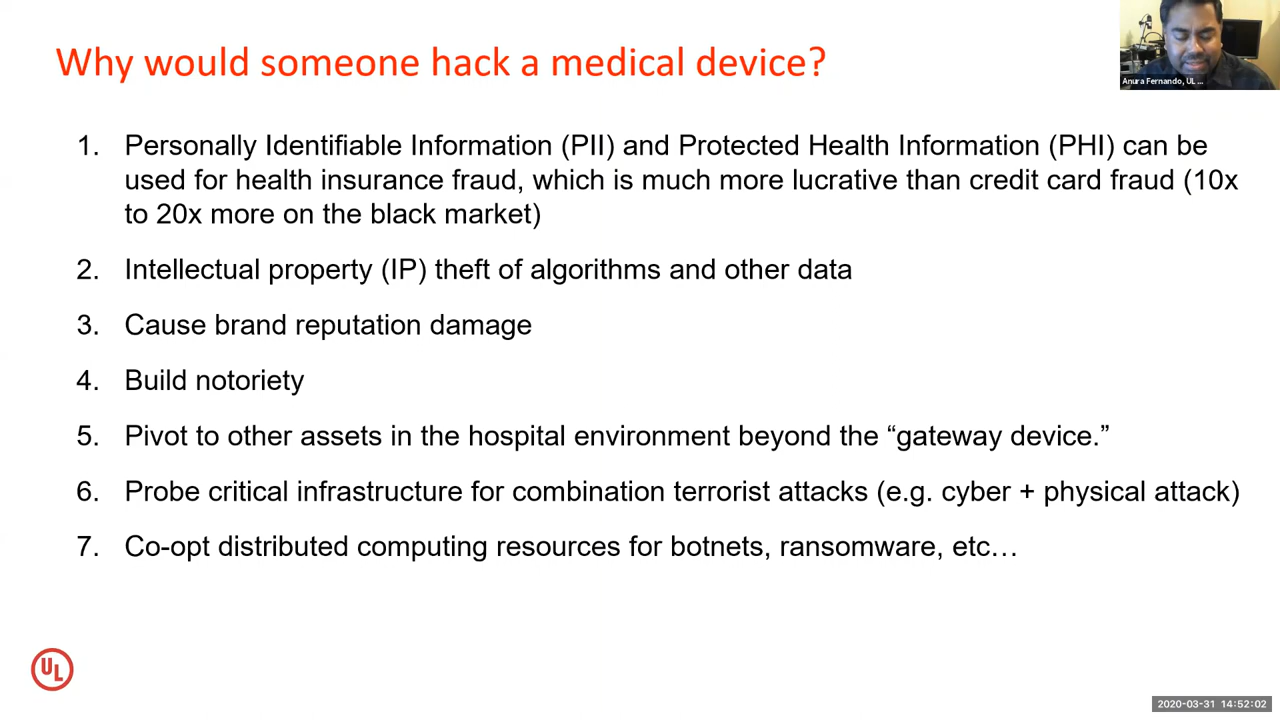 Why would someone hack a medical device?
Anura Fernando, UL ...
1. Personally Identifiable Information (PII) and Protected Health Information (PHI) can be
used for health insurance fraud, which is much more lucrative than credit card fraud (10x
to 20x more on the black market)
2. Intellectual property (IP) theft of algorithms and other data
3. Cause brand reputation damage
4. Build notoriety
5. Pivot to other assets in the hospital environment beyond the “gateway device.”
6. Probe critical infrastructure for combination terrorist attacks (e.g. cyber + physical attack)
7. Co-opt distributed computing resources for botnets, ransomware, etc…
UL
2020-03-31 14:52:02